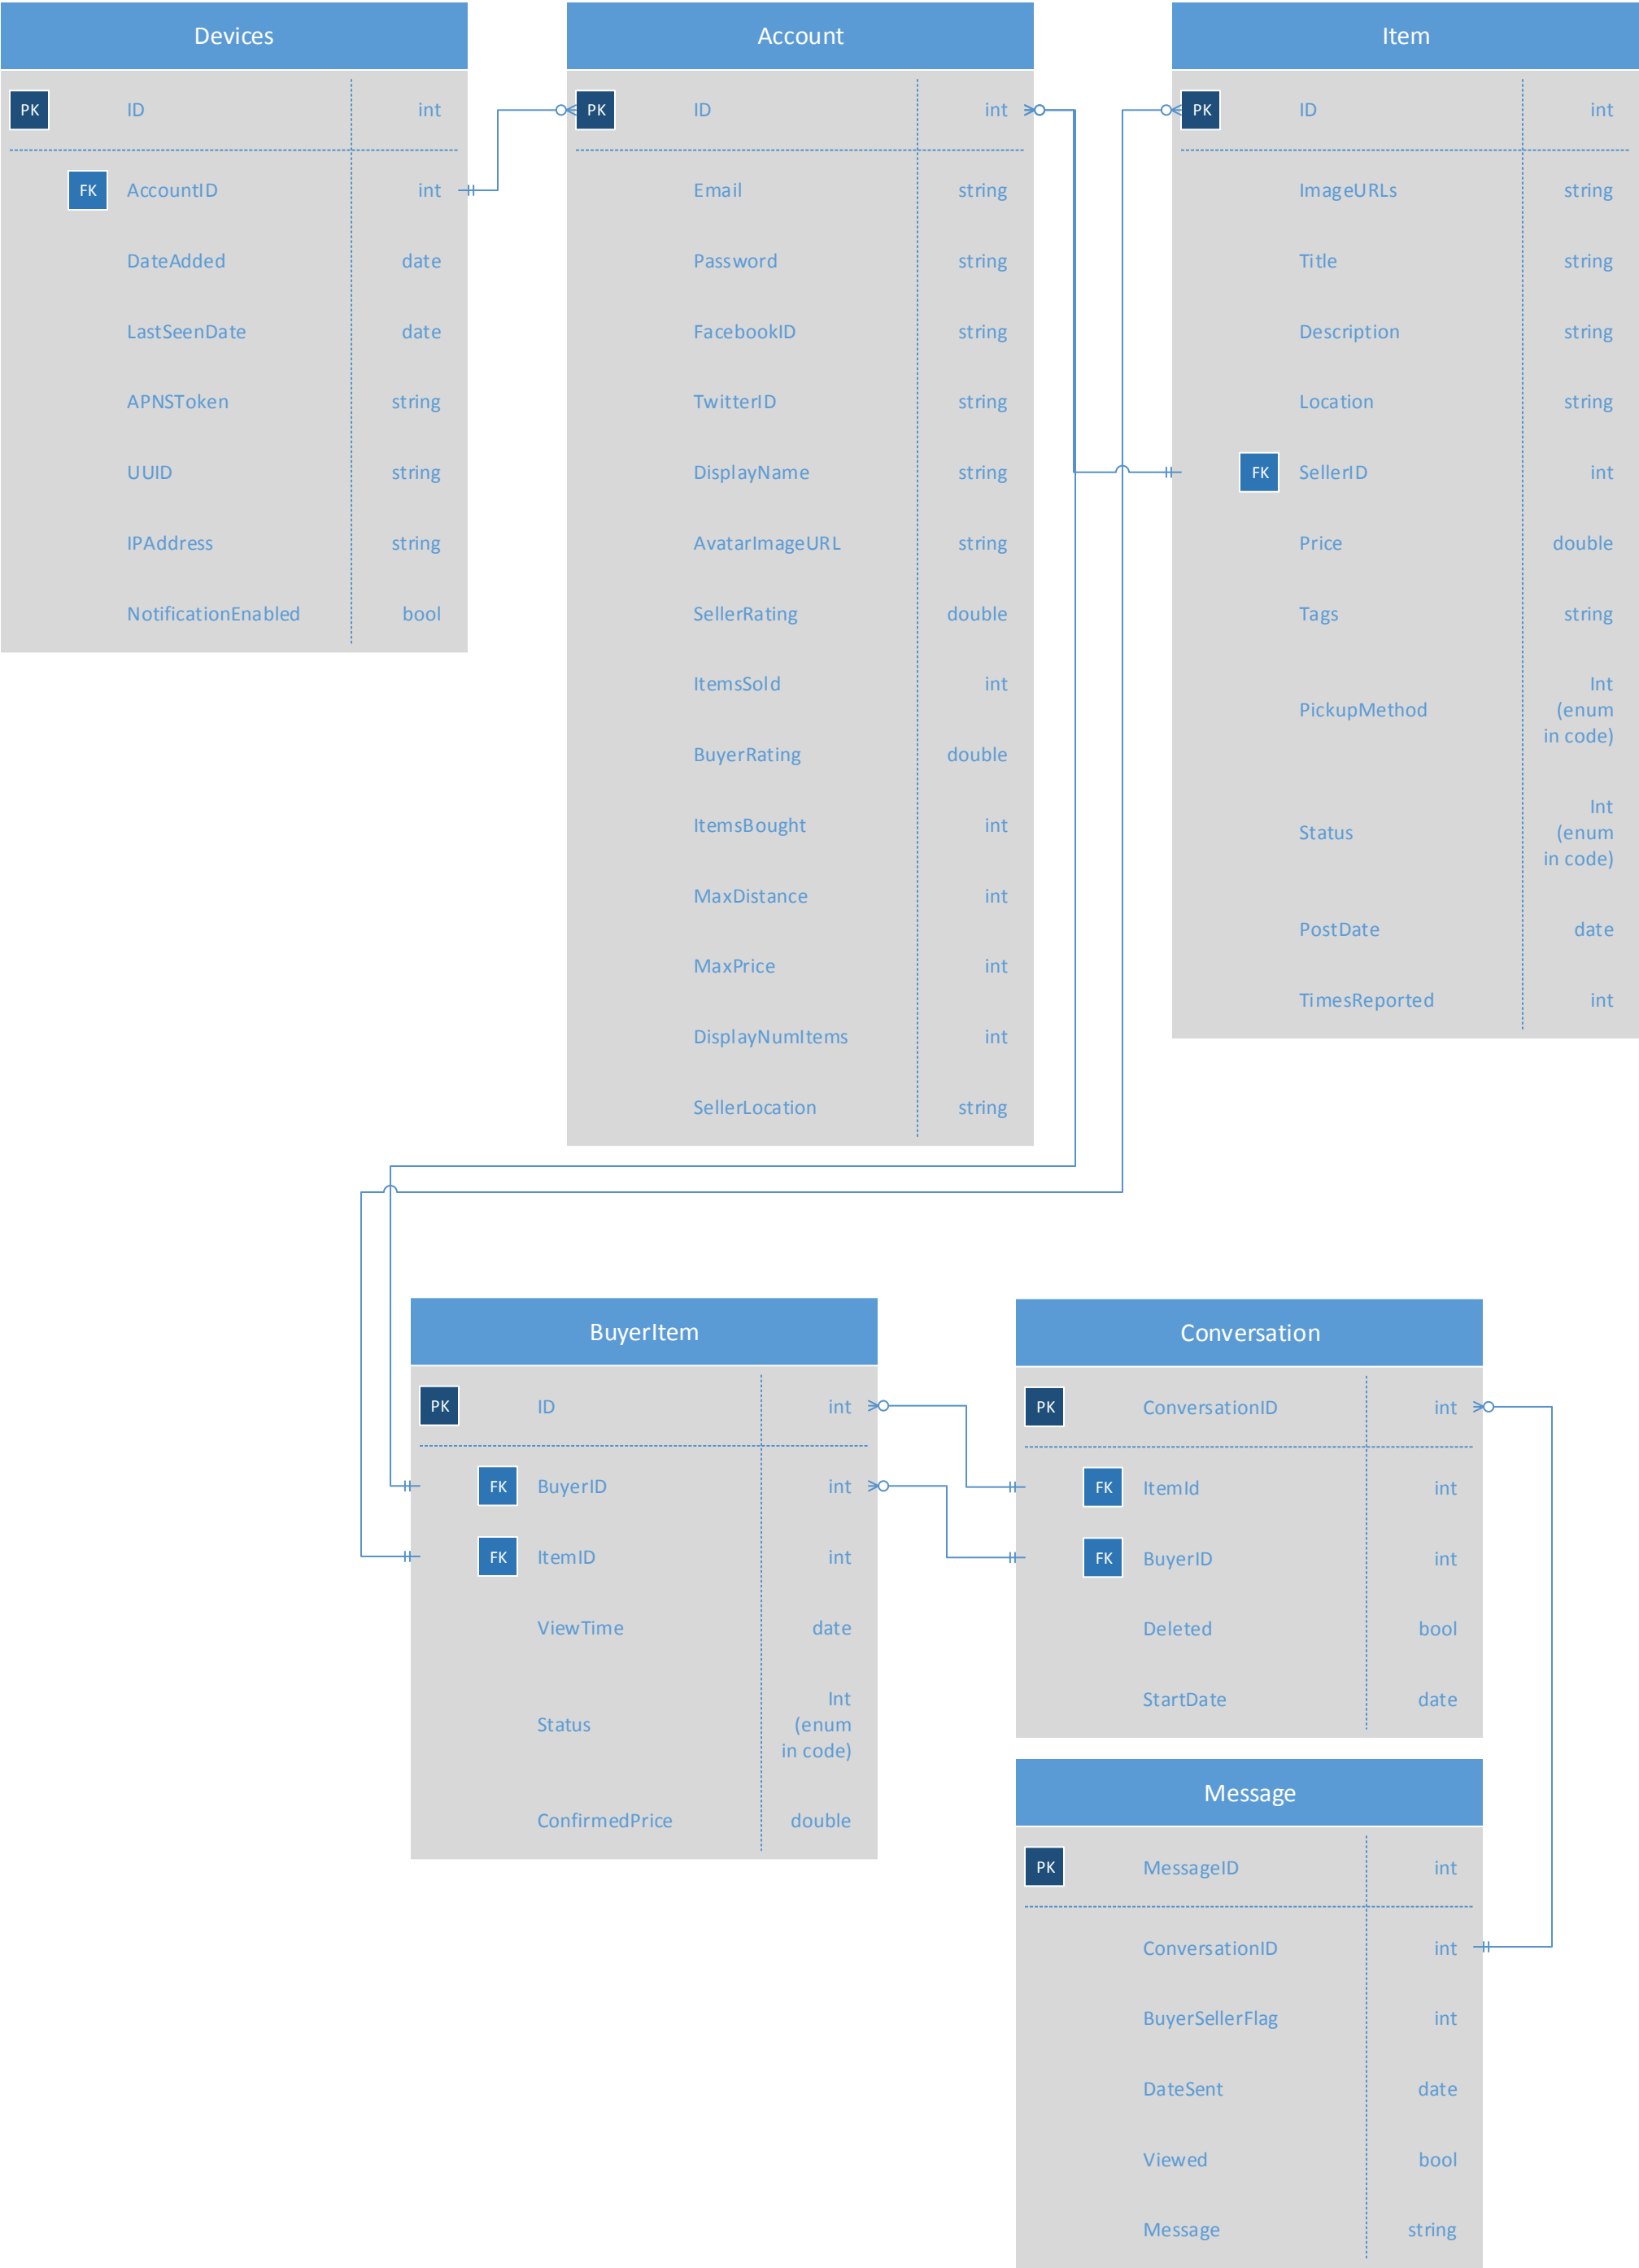 Devices
PK ID int
FK AccountID int
DateAdded date
LastSeenDate date
APNSToken string
UUID string
IPAddress string
NotificationEnabled bool
Account
PK ID int
Email string
Password string
FacebookID string
TwitterID string
DisplayName string
AvatarImageURL string
SellerRating double
ItemsSold int
BuyerRating double
ItemsBought int
MaxDistance int
MaxPrice int
DisplayNumItems int
SellerLocation string
Item
PK ID int
ImageURLs string
Title string
Description string
Location string
FK SellerID int
Price double
Tags string
Int
PickupMethod (enum
in code)
Int
Status (enum
in code)
PostDate date
TimesReported int
BuyerItem
PK ID int
FK BuyerID int
FK ItemID int
ViewTime date
Int
Status (enum
in code)
ConfirmedPrice double
Conversation
PK ConversationID int
FK ItemId int
FK BuyerID int
Deleted bool
StartDate date
Message
PK MessageID int
ConversationID int
BuyerSellerFlag int
DateSent date
Viewed bool
Message string